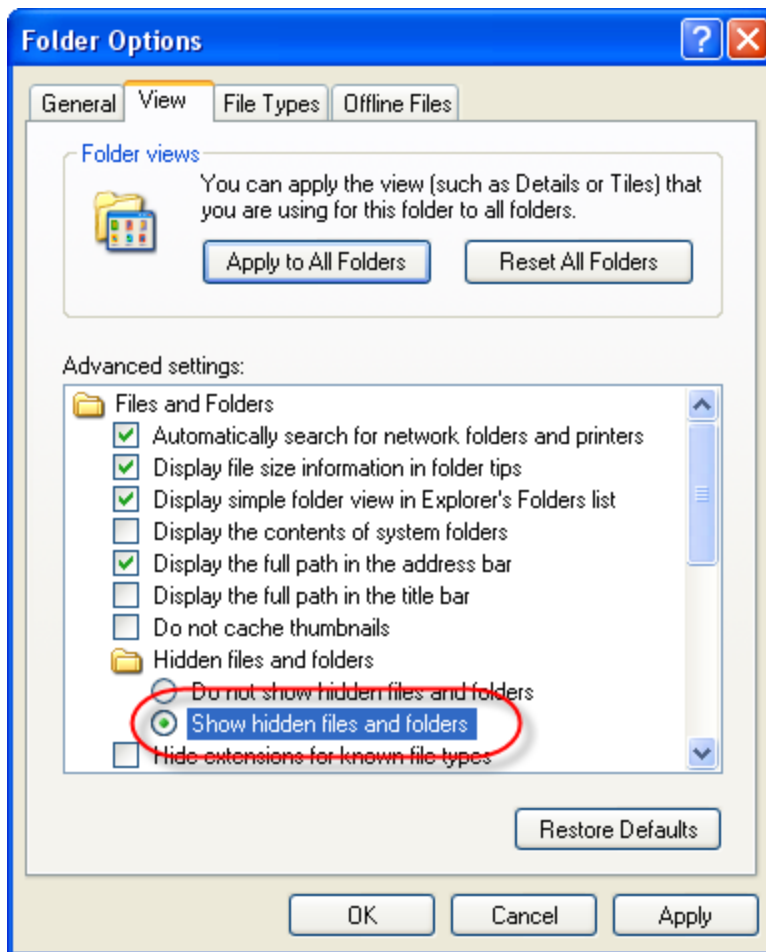 Folder Options
General View File Types Offline Files
Folder views
You can apply the view (such as Details or Tiles) that
you are using for this folder to all folders.
Apply to All Folders Reset All Folders
Advanced settings:
Files and Folders
Automatically search for network folders and printers
Display file size information in folder tips
Display simple folder view in Explorer's Folders list
Display the contents of system folders
Display the full path in the address bar
Display the full path in the title bar
Do not cache thumbnails
Hidden files and folders
Do not show hidden files and folders
Show hidden files and folders
Hide extensions for known file types
Restore Defaults
OK Cancel Apply